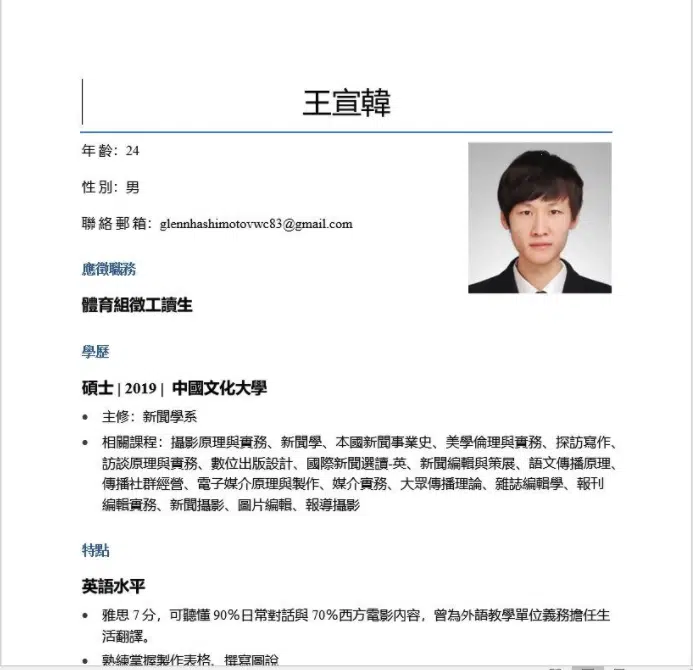 王宣韓
年 齡：24
性 別：男
聯 絡 郵 箱：glennhashimotovwc83@gmail.com
應徵職務
體育組徵工讀生
學歷
碩士 | 2019 | 中國文化大學
• 主修：新聞學系
• 相關課程：攝影原理與實務、新聞學、本國新聞事業史、美學倫理與實務、採訪寫作、
訪談原理與實務、數位出版設計、國際新聞選讀-英、新聞編輯與策展、語文傳播原理、
傳播社群經營、電子媒介原理與製作、媒介實務、大眾傳播理論、雜誌編輯學、報刊
編輯實務、新聞攝影、圖片編輯、報導攝影
特點
英語水平
• 雅思 7 分，可聽懂 90%日常對話與 70%西方電影內容，曾為外語教學單位義務擔任生
活翻譯。
• 熟練掌握製作表格，撰寫圖說